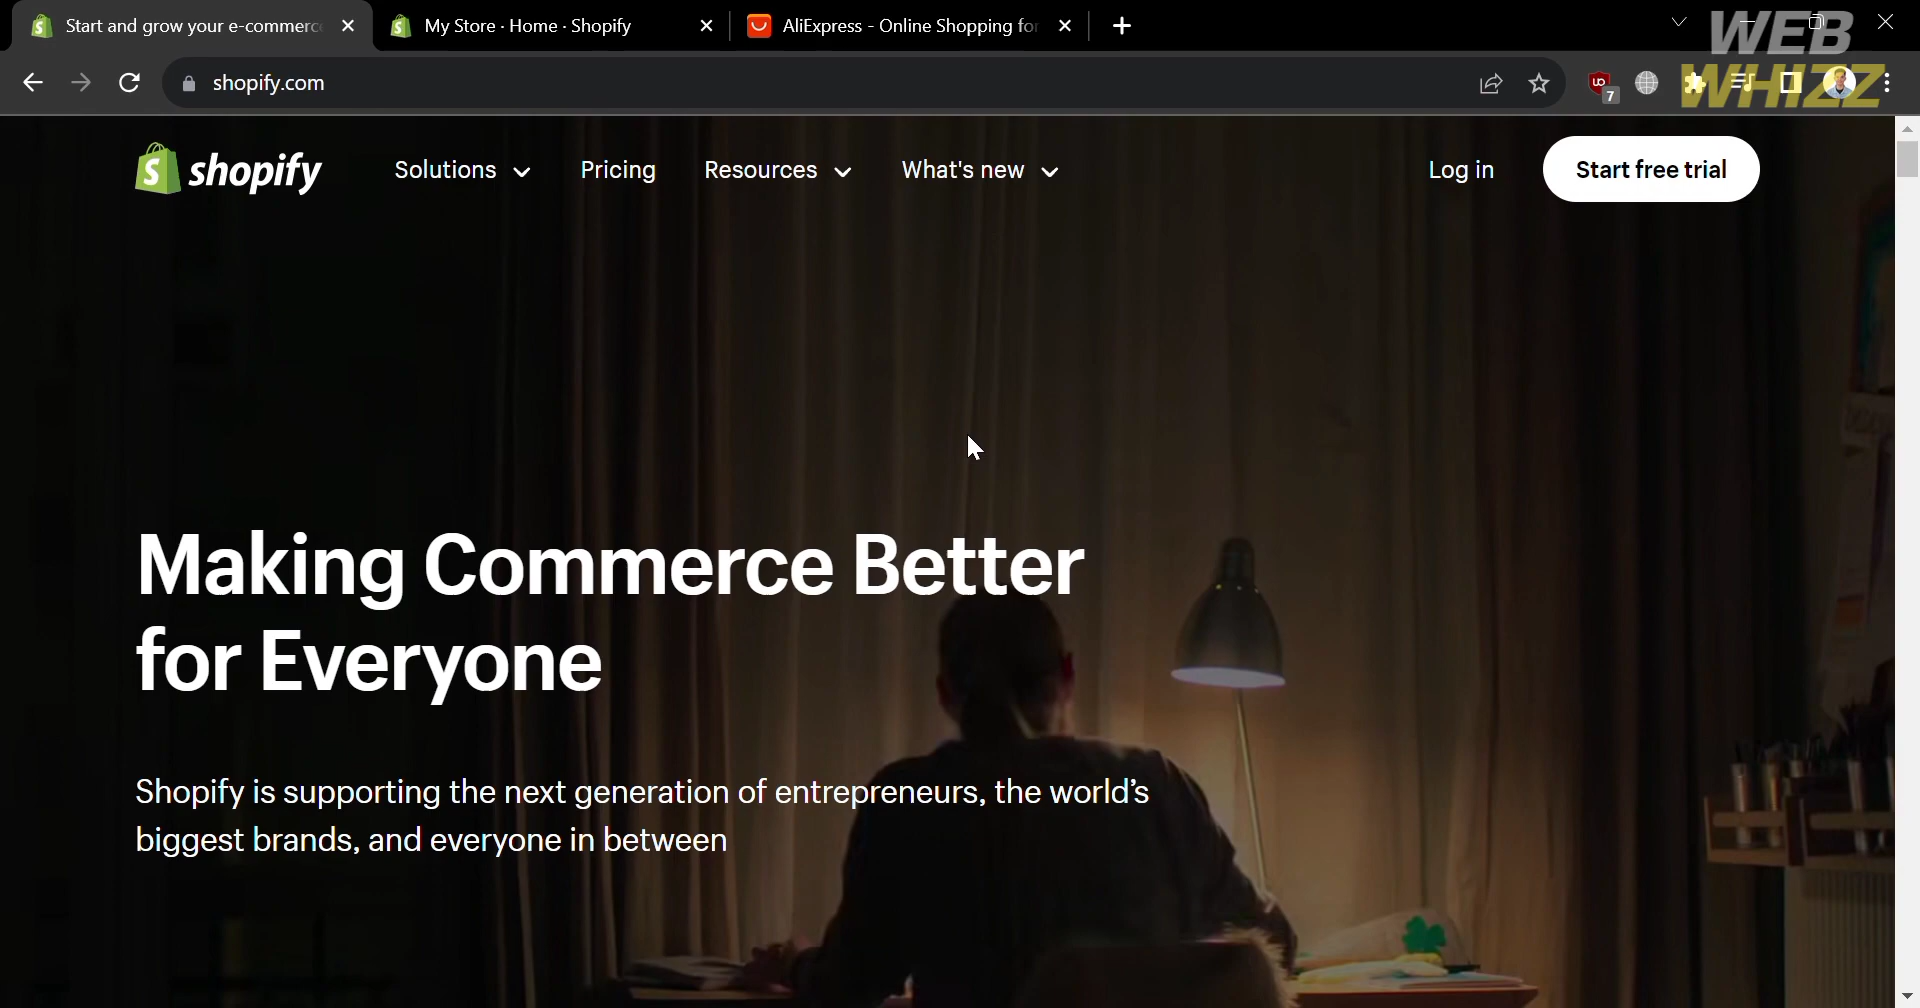 Start and grow your e-commerc
My Store · Home · Shopify
AliExpress - Online Shopping for
WEB
WHIZZ
shopify.com
7
shopify
Solutions
Pricing
Resources
What's new
Log in
Start free trial
Making Commerce Better
for Everyone
Shopify is supporting the next generation of entrepreneurs, the world's
biggest brands, and everyone in between